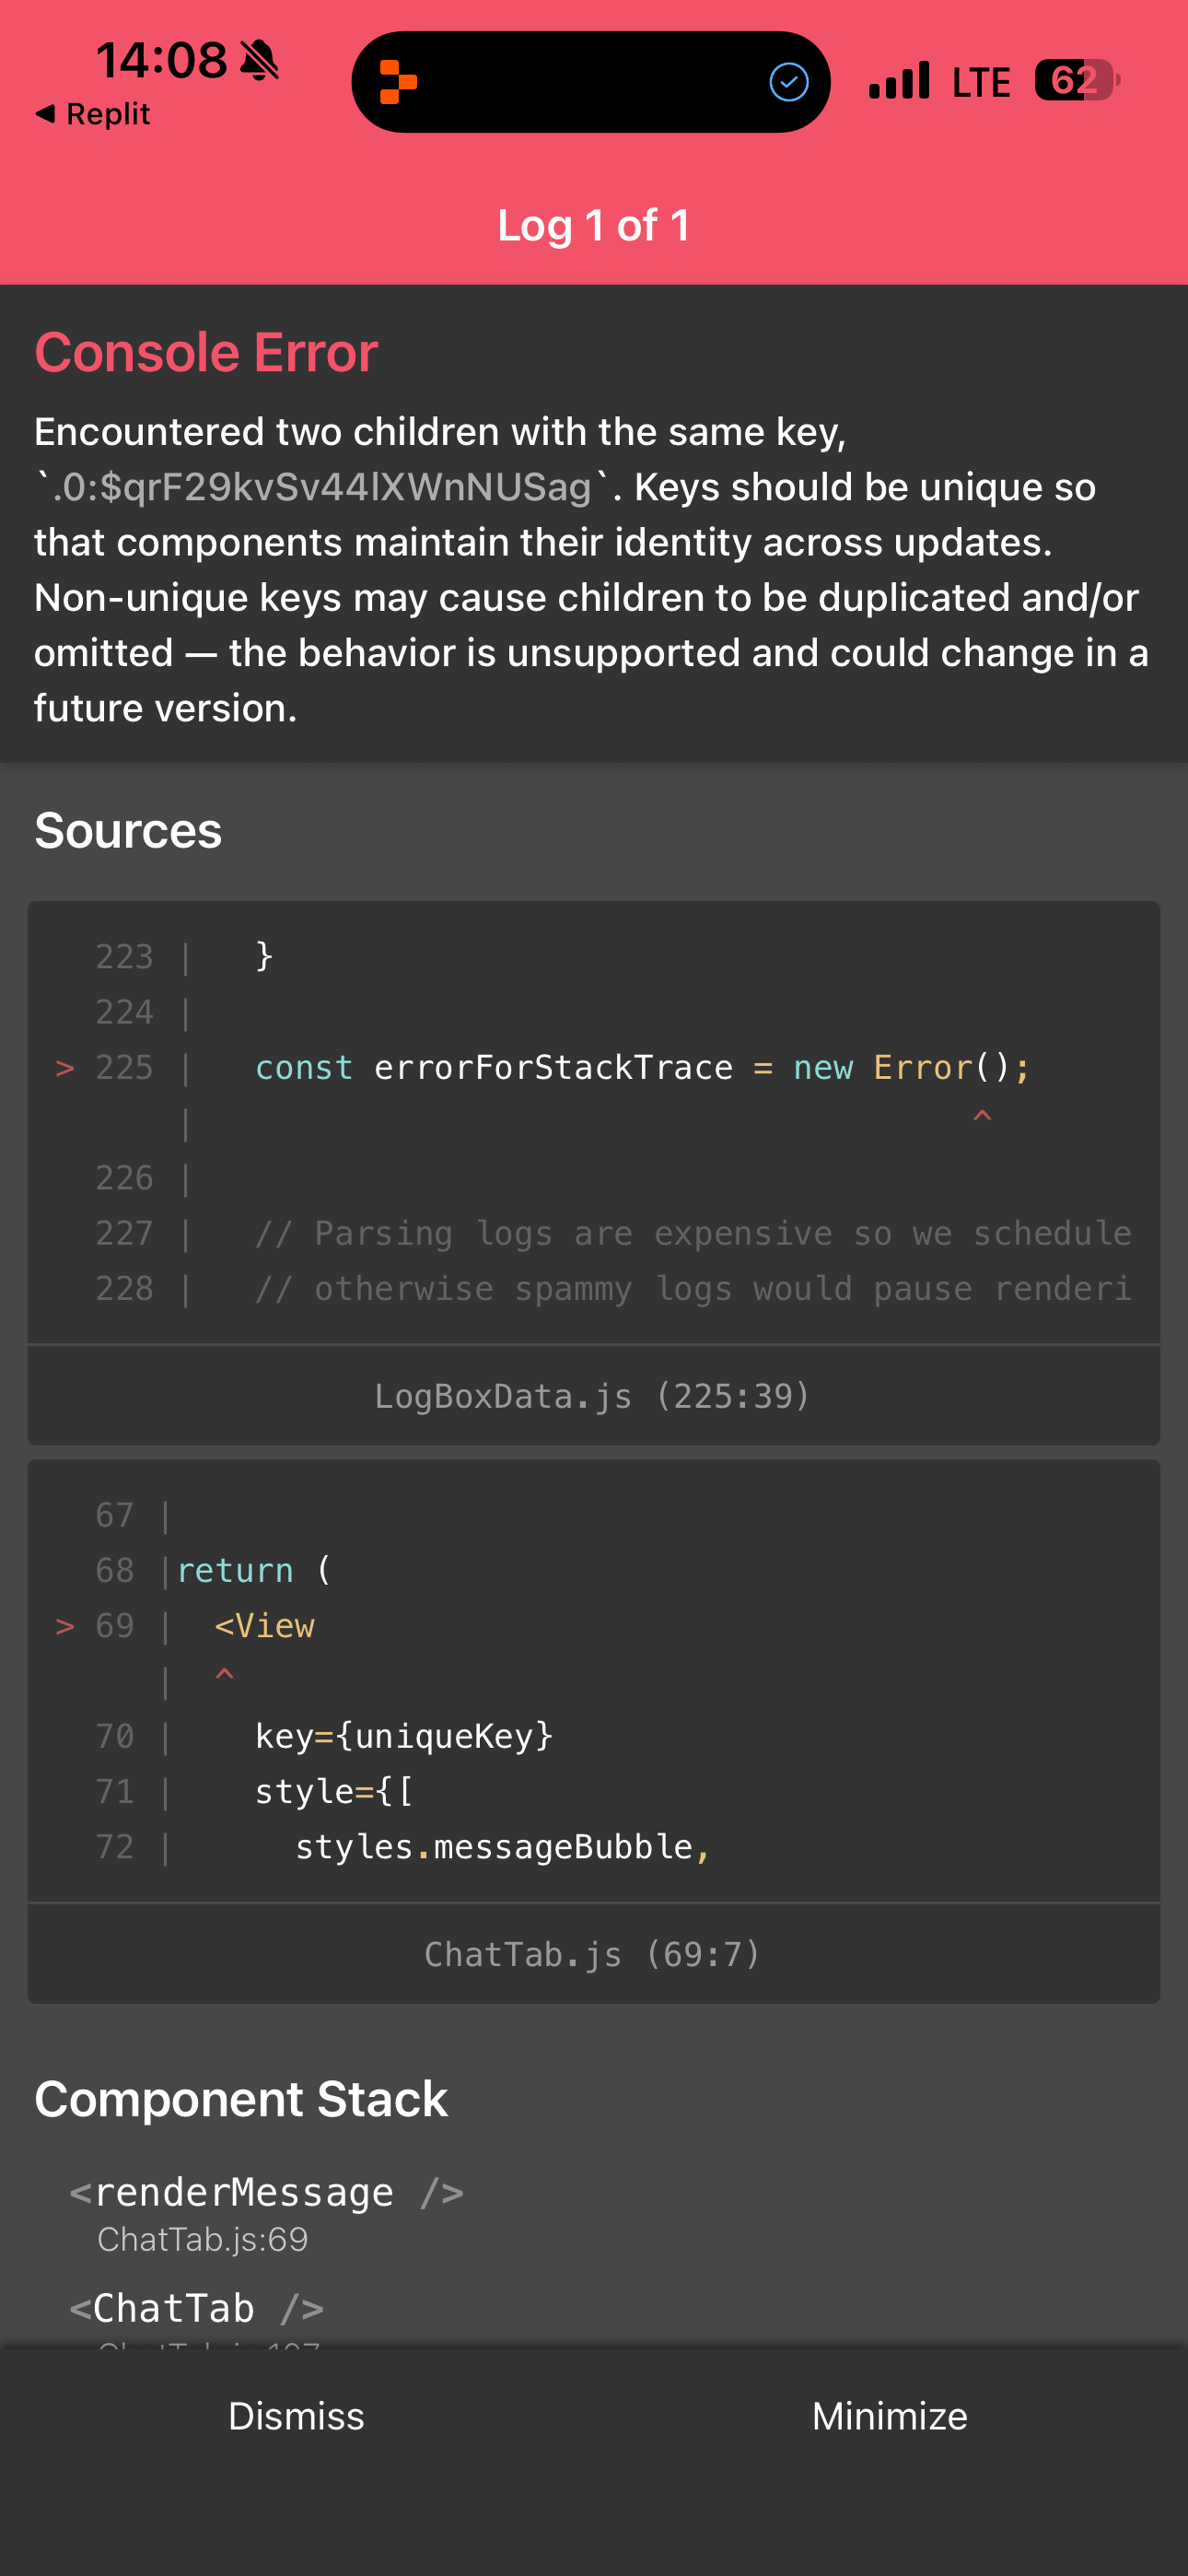 14:08
◀ Replit
LTE
62
Log 1 of 1
Console Error
Encountered two children with the same key,
`.0:$qrF29kvSv44lXWnNUSag`. Keys should be unique so
that components maintain their identity across updates.
Non-unique keys may cause children to be duplicated and/or
omitted — the behavior is unsupported and could change in a
future version.
Sources
223 |   }
224 |
> 225 |   const errorForStackTrace = new Error();
|                                       ^
226 |
227 |   // Parsing logs are expensive so we schedule
228 |   // otherwise spammy logs would pause renderi
LogBoxData.js (225:39)
67 |
68 |return (
> 69 |  <View
|  ^
70 |    key={uniqueKey}
71 |    style={[
72 |      styles.messageBubble,
ChatTab.js (69:7)
Component Stack
<renderMessage />
ChatTab.js:69
<ChatTab />
Dismiss
Minimize